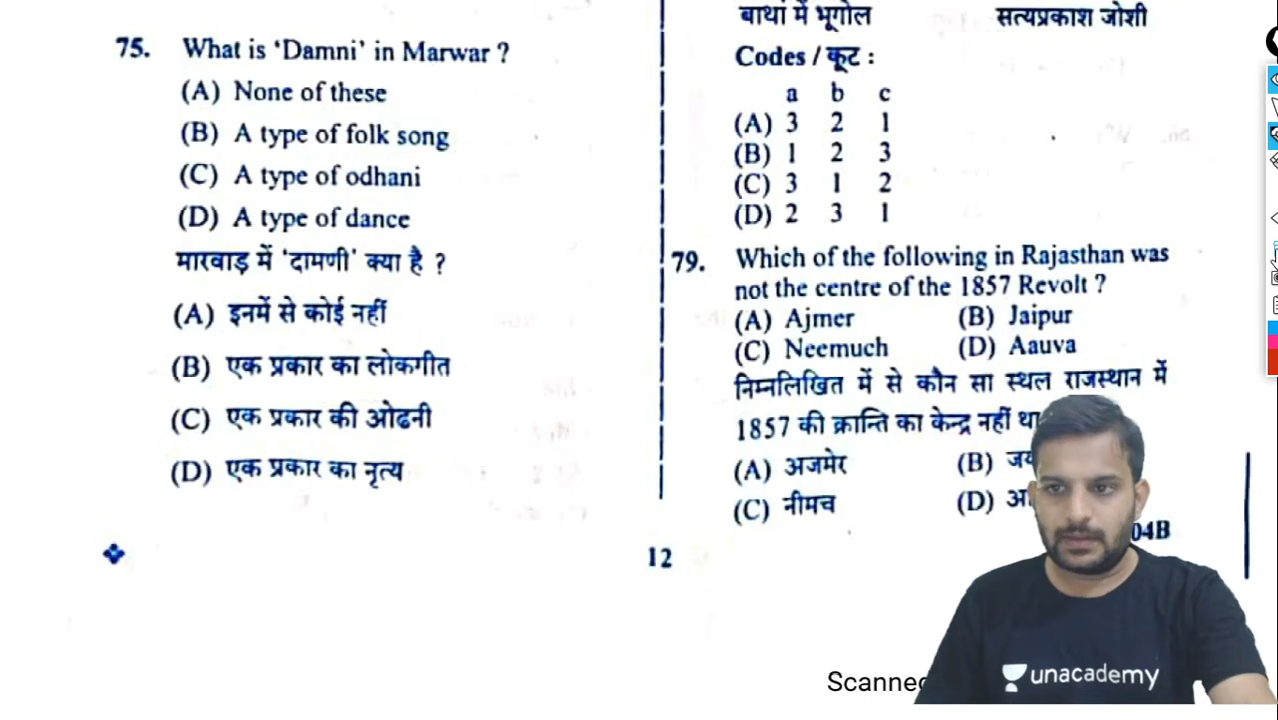 75. What is ‘Damni’ in Marwar ?
(A) None of these
(B) A type of folk song
(C) A type of odhani
(D) A type of dance
मारवाड़ में ‘दामणी’ क्या है ?
(A) इनमें से कोई नहीं
(B) एक प्रकार का लोकगीत
(C) एक प्रकार की ओढनी
(D) एक प्रकार का नृत्य
बाथां में भूगोल सत्यप्रकाश जोशी
Codes / कूट :
a b c
(A) 3 2 1
(B) 1 2 3
(C) 3 1 2
(D) 2 3 1
79. Which of the following in Rajasthan was
not the centre of the 1857 Revolt ?
(A) Ajmer (B) Jaipur
(C) Neemuch (D) Aauva
निम्नलिखित में से कौन सा स्थल राजस्थान में
1857 की क्रान्ति का केन्द्र नहीं था
(A) अजमेर (B)
(C) नीमच (D)
04B
12
unacademy